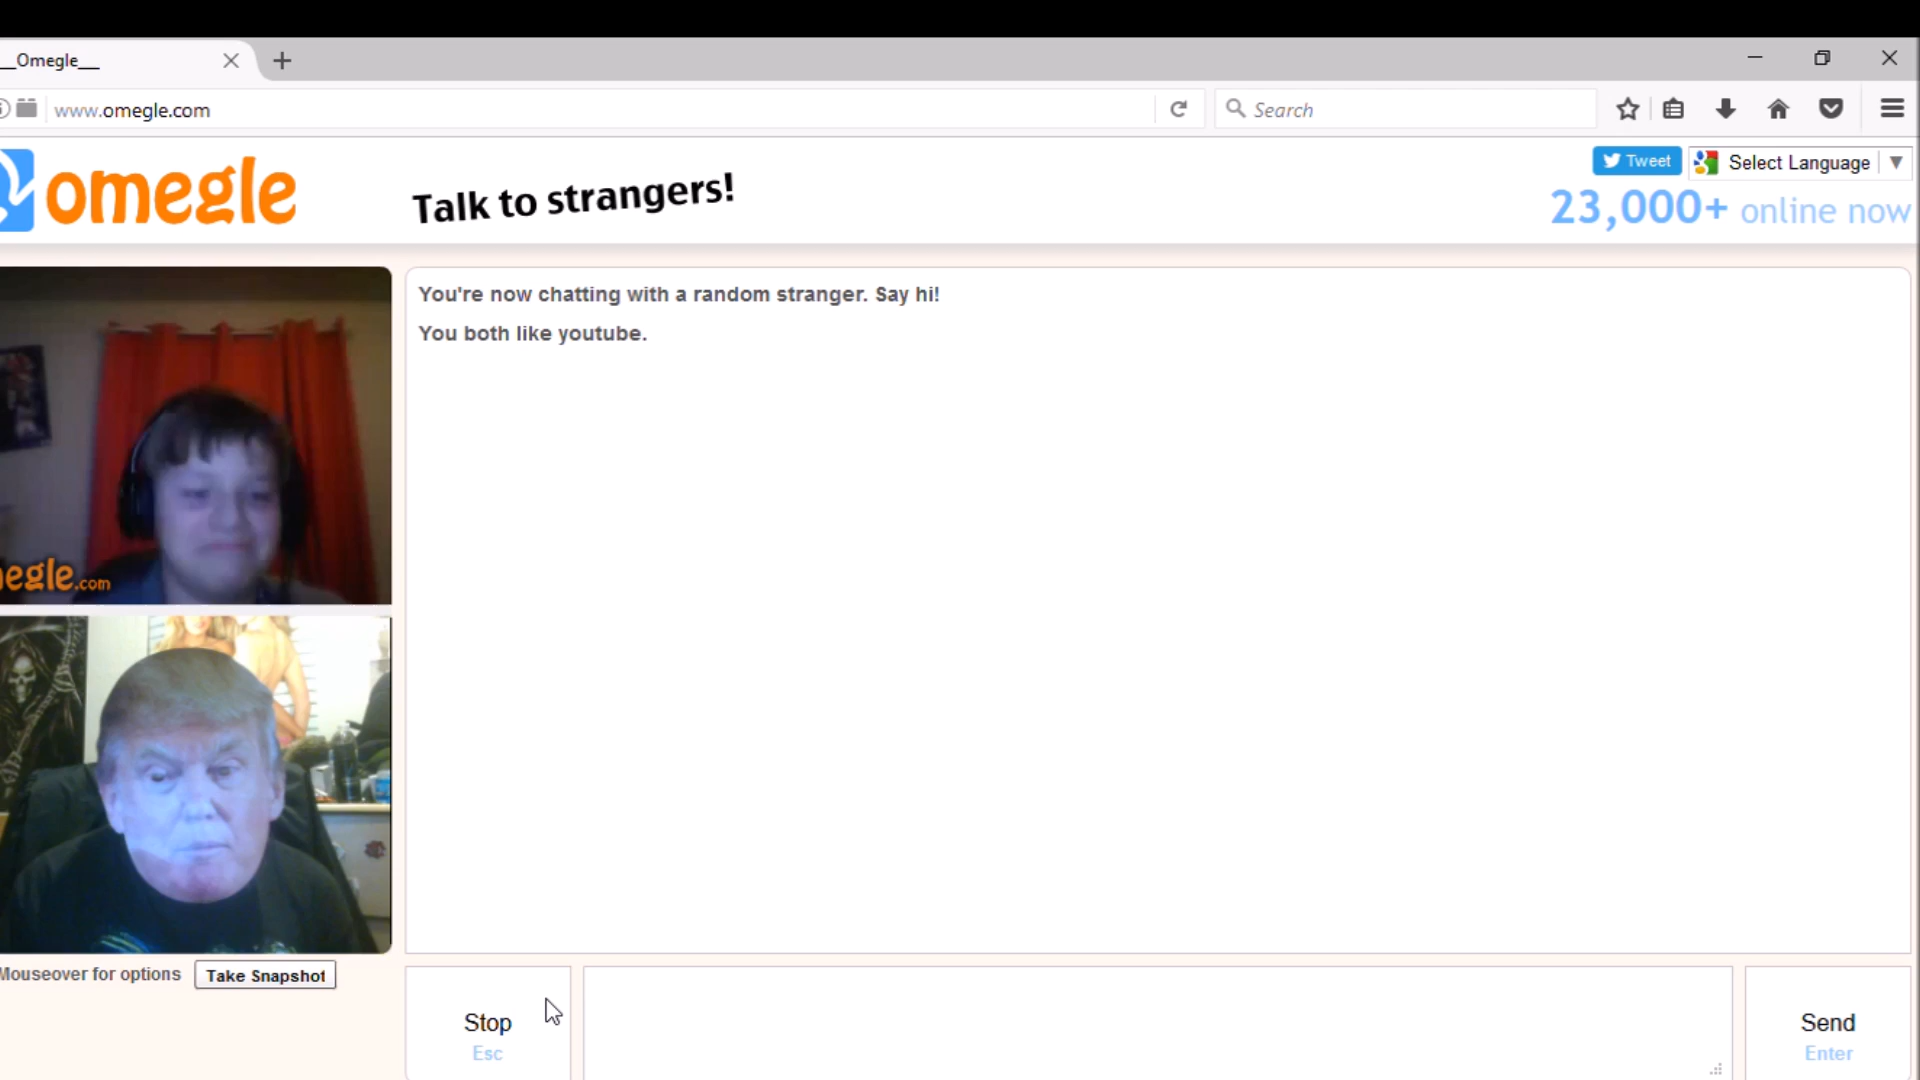 __Omegle__
www.omegle.com
Search
omegle
Talk to strangers!
Tweet
Select Language
23,000+ online now
You're now chatting with a random stranger. Say hi!
You both like youtube.
egle.com
Mouseover for options
Take Snapshot
Stop
Esc
Send
Enter